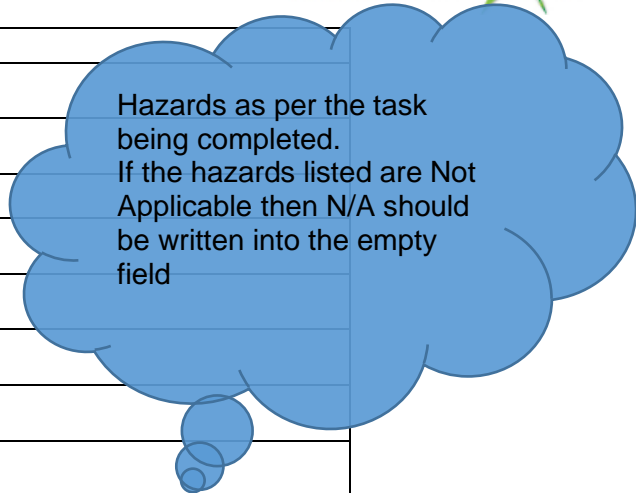 Hazards as per the task
being completed.
If the hazards listed are Not
Applicable then N/A should
be written into the empty
field